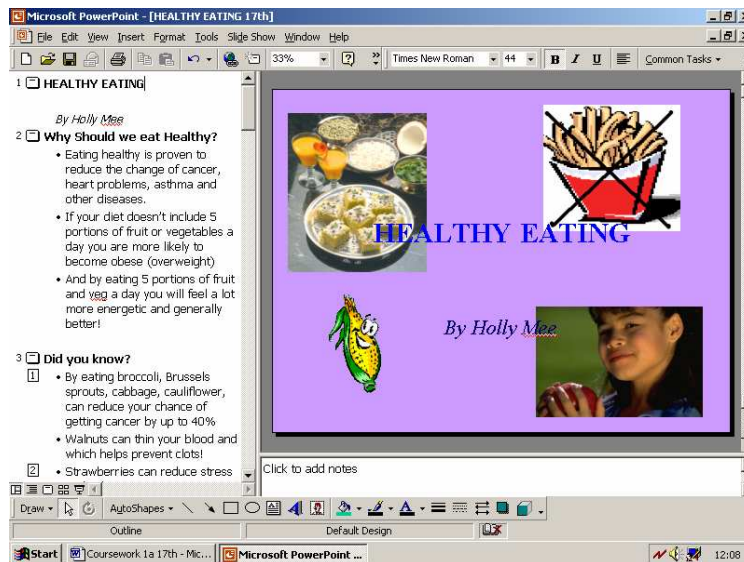 Microsoft PowerPoint - [HEALTHY EATING 17th]
File Edit View Insert Format Tools Slide Show Window Help
33% Times New Roman 44 B I U Common Tasks
1 HEALTHY EATING
By Holly Mee
2 Why Should we eat Healthy?
• Eating healthy is proven to
reduce the change of cancer,
heart problems, asthma and
other diseases.
• If your diet doesn't include 5
portions of fruit or vegetables a
day you are more likely to
become obese (overweight)
• And by eating 5 portions of fruit
and veg a day you will feel a lot
more energetic and generally
better!
3 Did you know?
1 • By eating broccoli, Brussels
sprouts, cabbage, cauliflower,
can reduce your chance of
getting cancer by up to 40%
• Walnuts can thin your blood and
which helps prevent clots!
2 • Strawberries can reduce stress
HEALTHY EATING
By Holly Mee
Click to add notes
Draw AutoShapes
Outline Default Design
Start Coursework 1a 17th - Mic... Microsoft PowerPoint ... 12:08